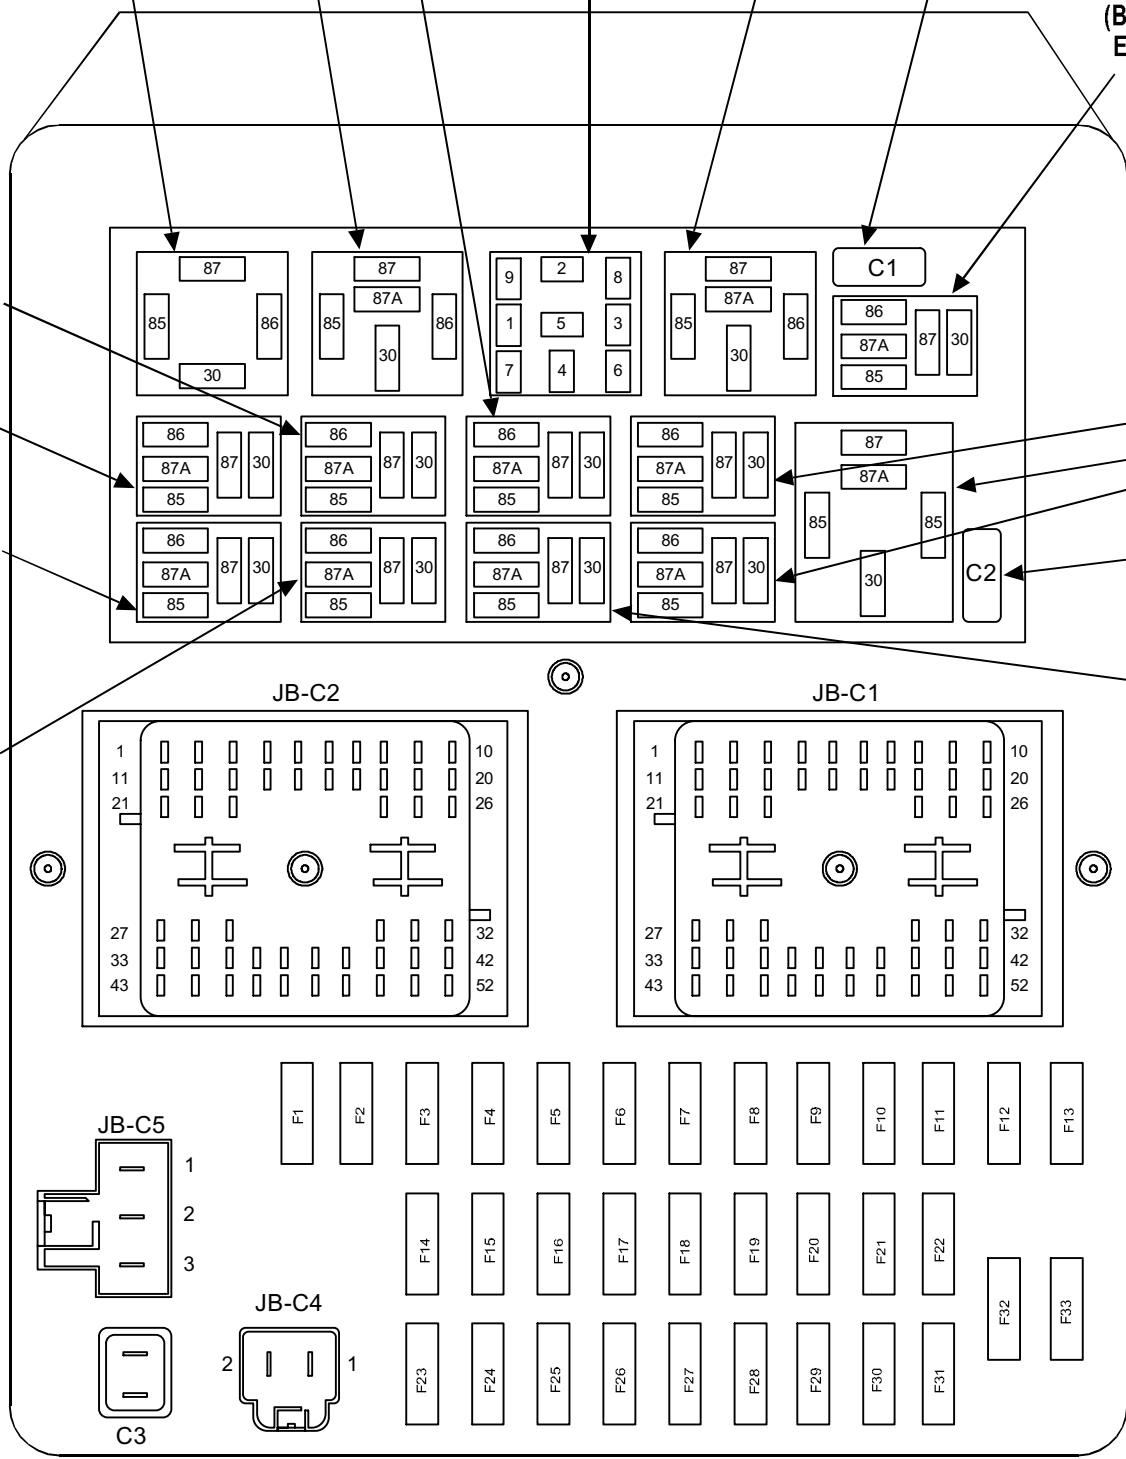 (B
E
87
85
86
30
87
87A
85
86
30
9
2
8
1
5
3
7
4
6
87
87A
85
86
30
C1
86
87A
85
87
30
86
87A
85
87
30
86
87A
85
87
30
86
87A
85
87
30
86
87A
85
87
30
87
87A
85
85
30
C2
86
87A
85
87
30
86
87A
85
87
30
86
87A
85
87
30
86
87A
85
87
30
JB-C2
1
10
11
20
21
26
27
32
33
42
43
52
JB-C1
1
10
11
20
21
26
27
32
33
42
43
52
F1
F2
F3
F4
F5
F6
F7
F8
F9
F10
F11
F12
F13
JB-C5
1
2
3
F14
F15
F16
F17
F18
F19
F20
F21
F22
F32
F33
JB-C4
2
1
C3
F23
F24
F25
F26
F27
F28
F29
F30
F31